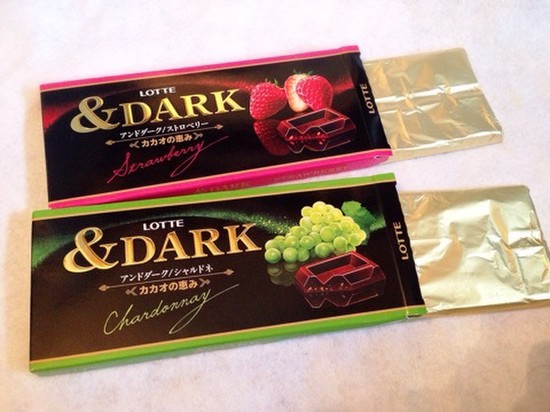 LOTTE
&DARK
アンドダーク/ストロベリー
カカオの恵み
Strawberry
LOTTE
& DARK STRAWBERRY
LOTTE
&DARK
アンドダーク/シャルドネ
カカオの恵み
Chardonnay
LOTTE